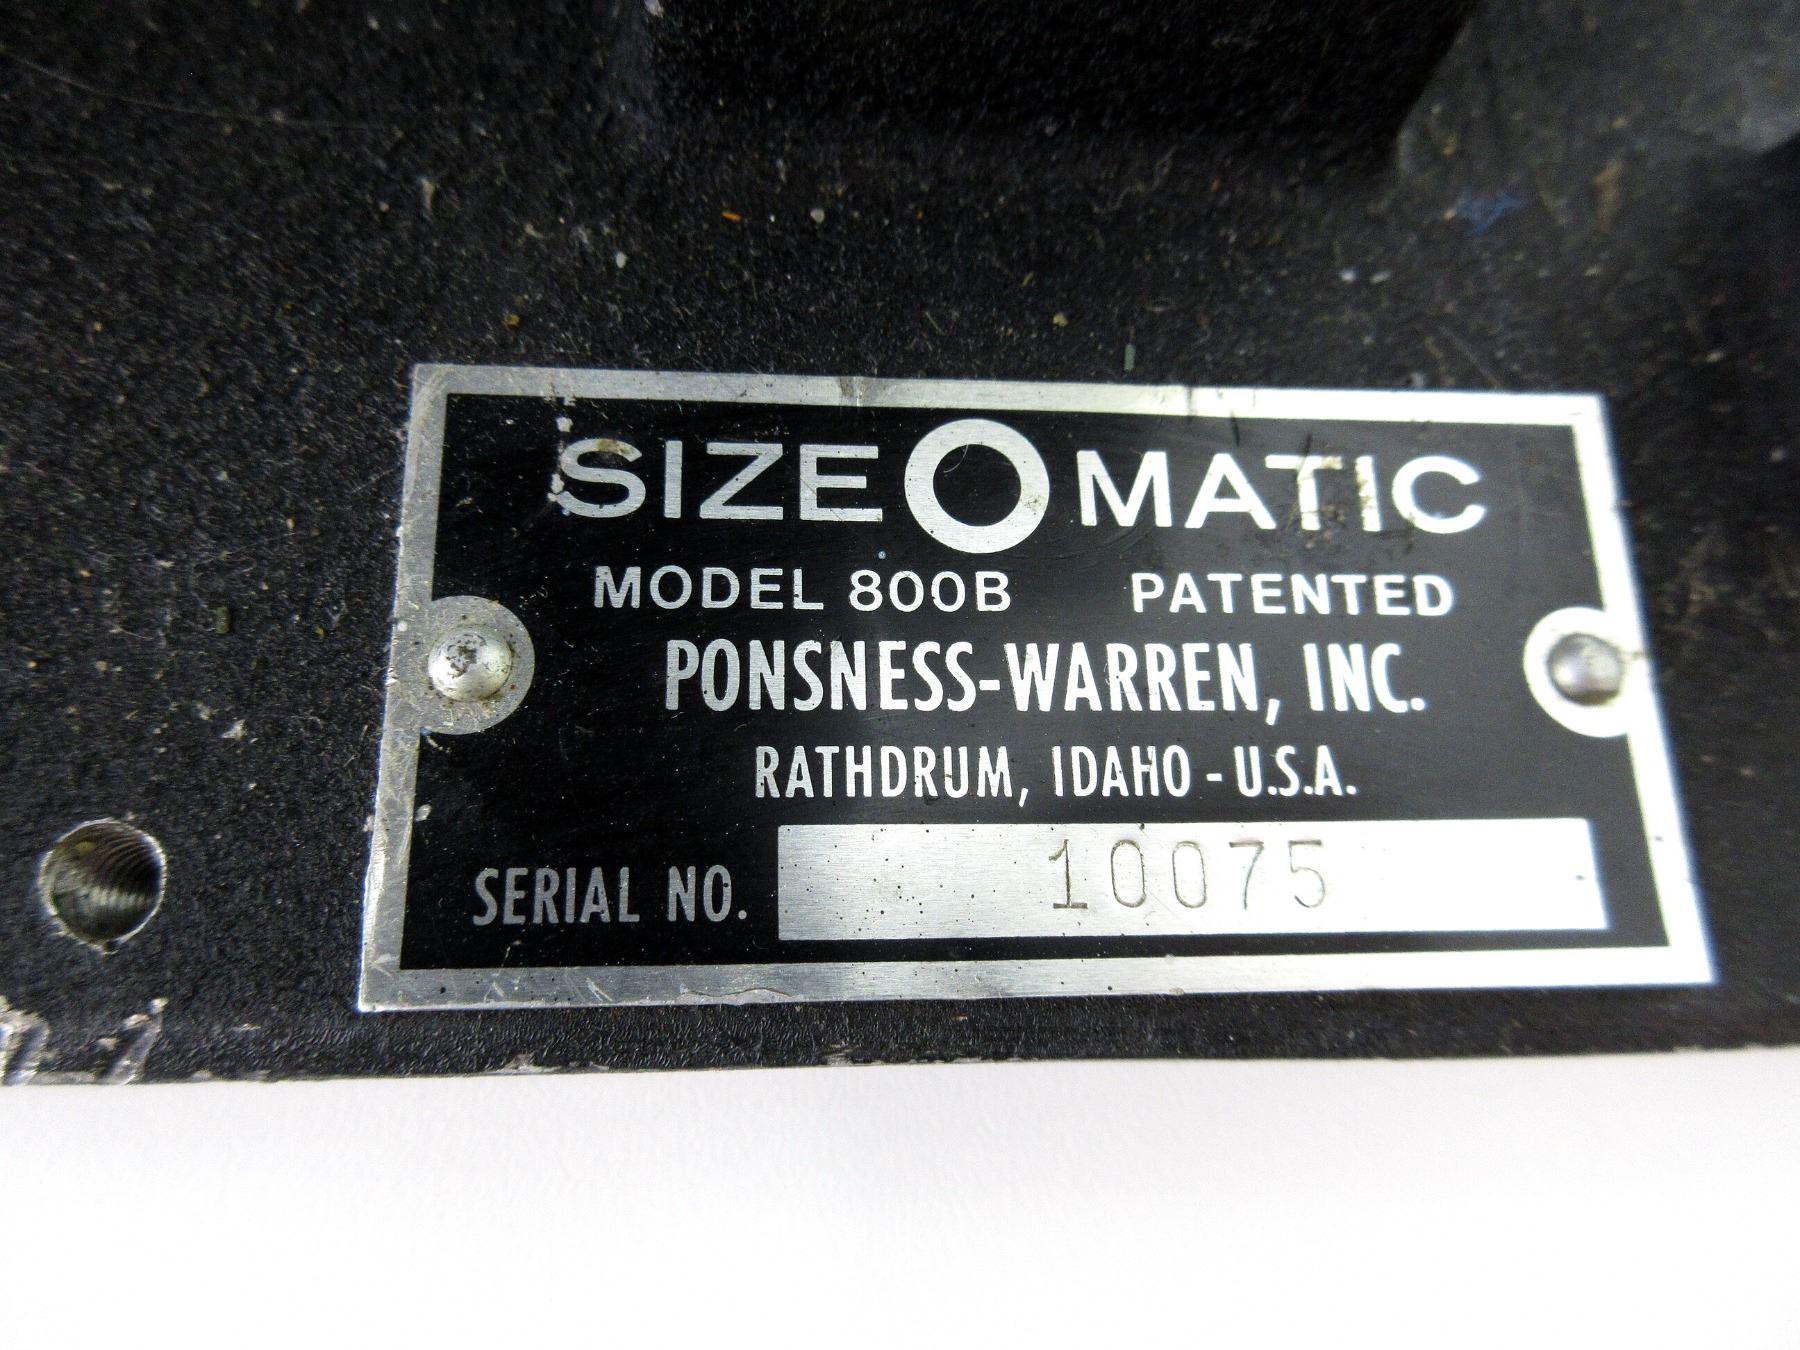 SIZE O MATIC
MODEL 800B PATENTED
PONSNESS-WARREN, INC.
RATHDRUM, IDAHO - U.S.A.
SERIAL NO. 10075